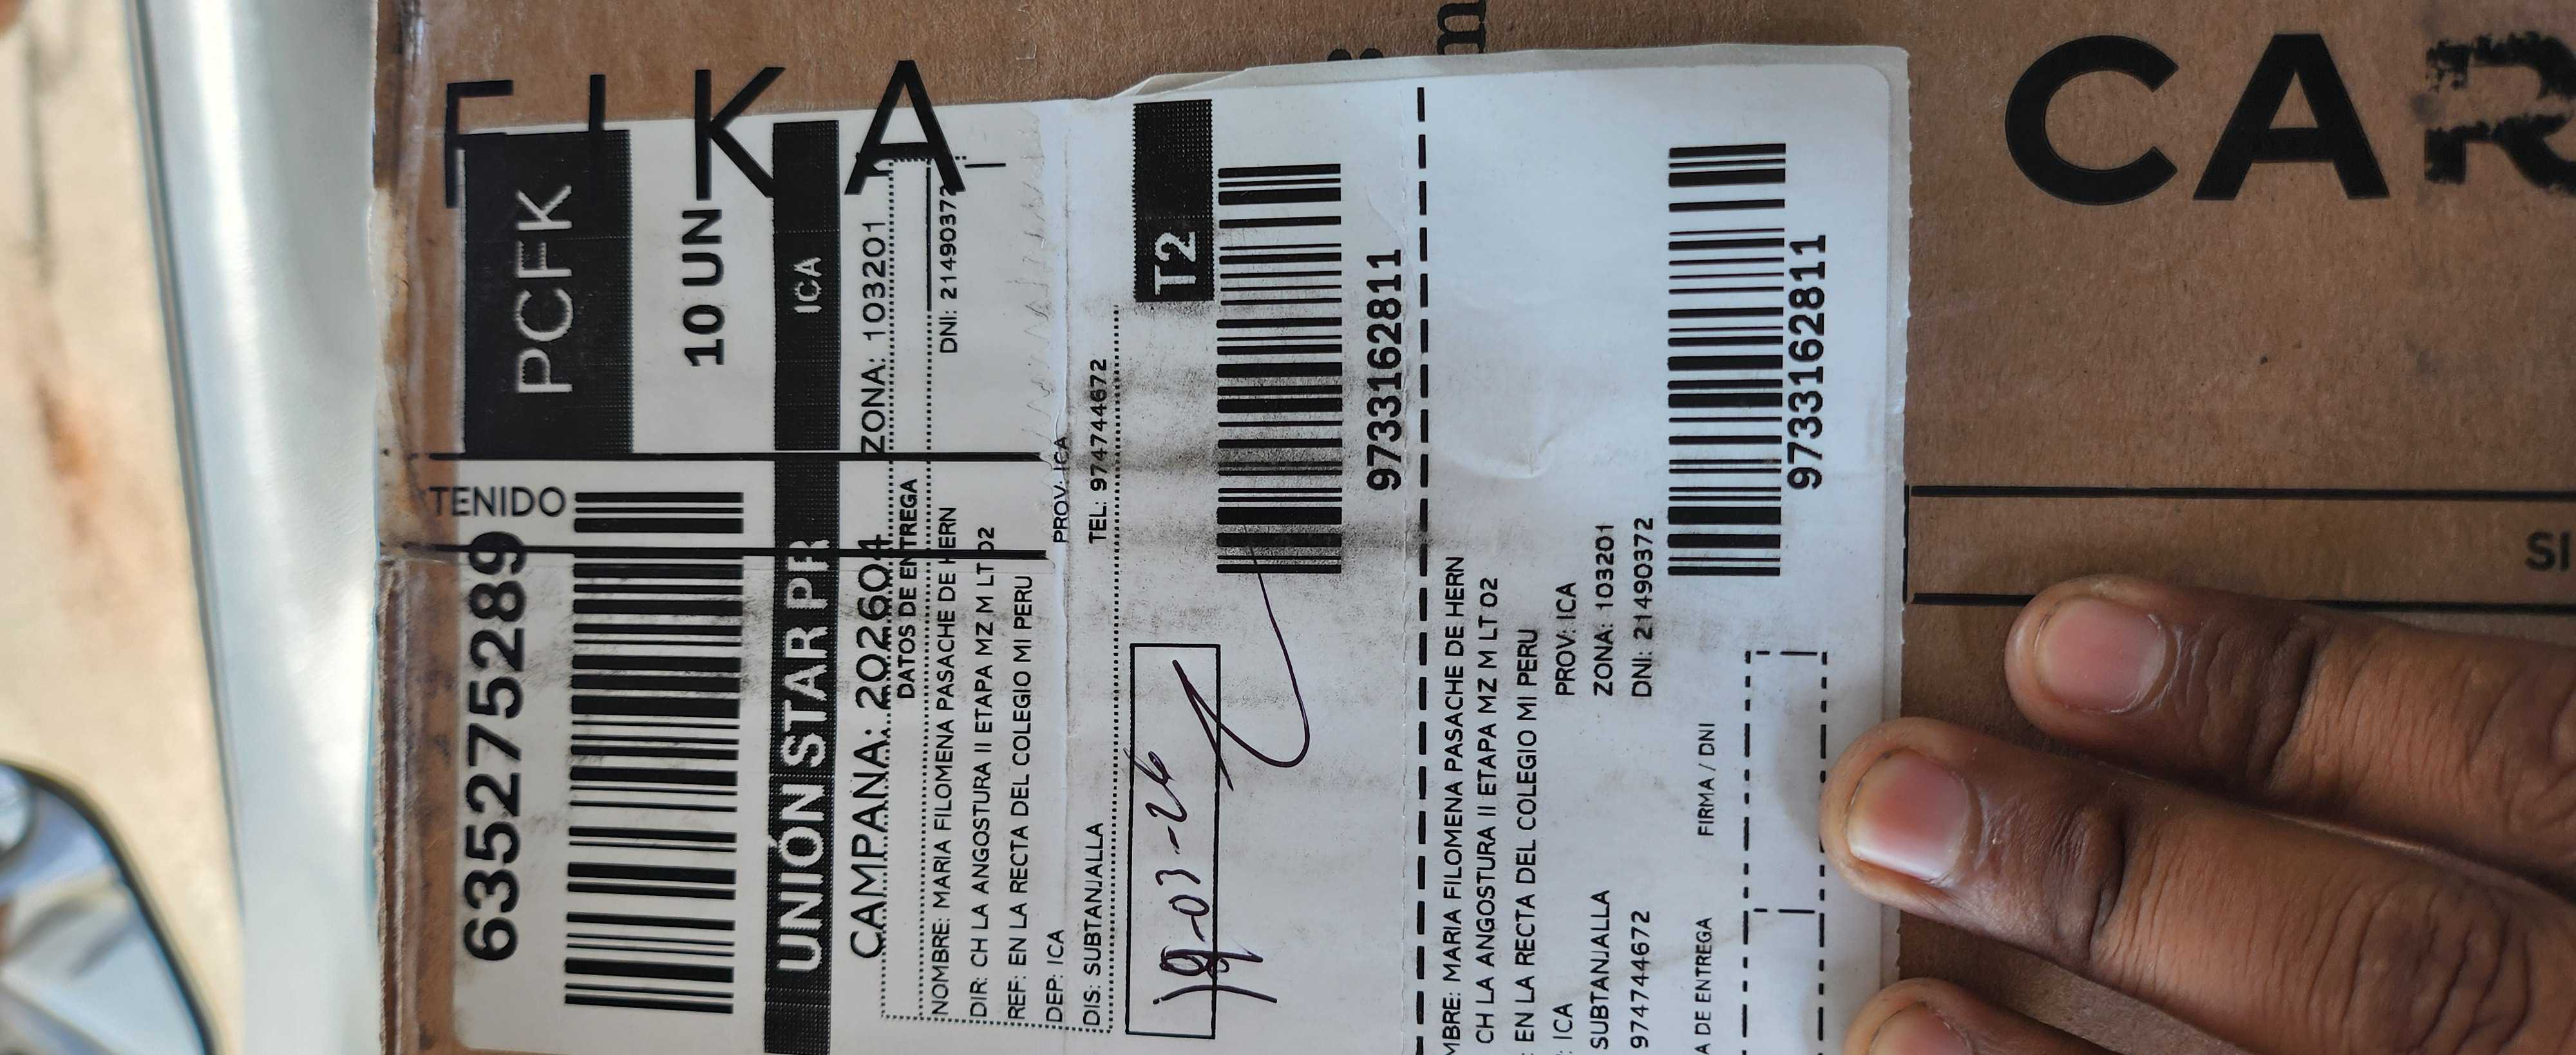 FIKA
PCFK
TENIDO
6352752289
10 UN
UNIÓN STAR PR
ICA
CAMPANA: 202604
ZONA: 103201
DATOS DE ENTREGA
NOMBRE: MARIA FILOMENA PASACHE DE HERN
DNI: 21490372
DIR: CH LA ANGOSTURA II ETAPA MZ M LT 02
REF: EN LA RECTA DEL COLEGIO MI PERU
DEP: ICA
PROV: ICA
DIS: SUBTANJALLA
TEL: 974744672
T2
19-03-26
9733162811
MBRE: MARIA FILOMENA PASACHE DE HERN
CH LA ANGOSTURA II ETAPA MZ M LT 02
: EN LA RECTA DEL COLEGIO MI PERU
: ICA
PROV: ICA
SUBTANJALLA
ZONA: 103201
974744672
DNI: 21490372
A DE ENTREGA
FIRMA / DNI
9733162811
CAR
SI